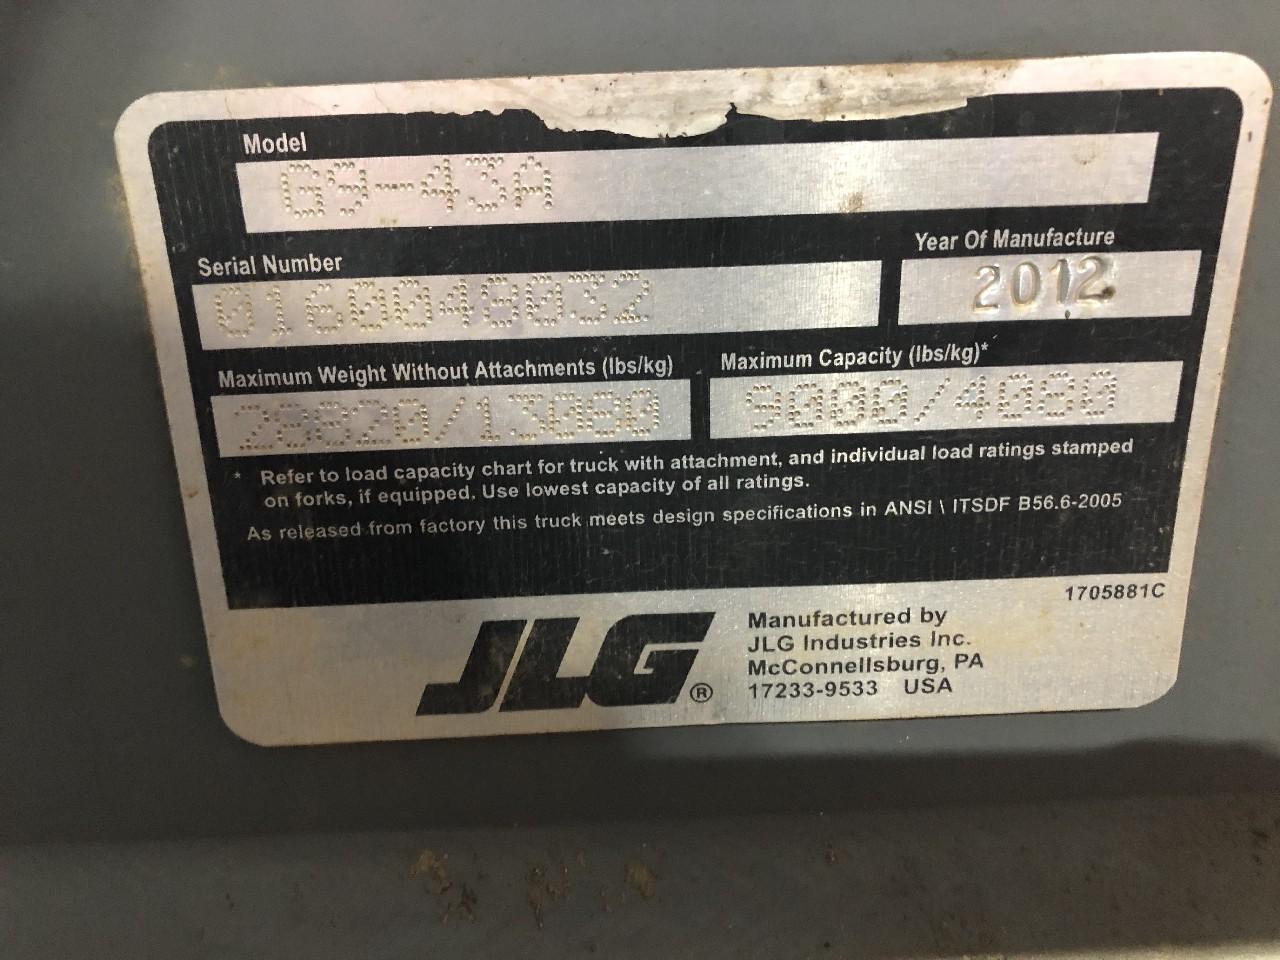 Model
G9-43A
Serial Number
0160048032
Year Of Manufacture
2012
Maximum Weight Without Attachments (lbs/kg)
28820/13080
Maximum Capacity (lbs/kg)*
9000/4080
* Refer to load capacity chart for truck with attachment, and individual load ratings stamped
on forks, if equipped. Use lowest capacity of all ratings.
As released from factory this truck meets design specifications in ANSI \ ITSDF B56.6-2005
1705881C
JLG®
Manufactured by
JLG Industries Inc.
McConnellsburg, PA
17233-9533 USA